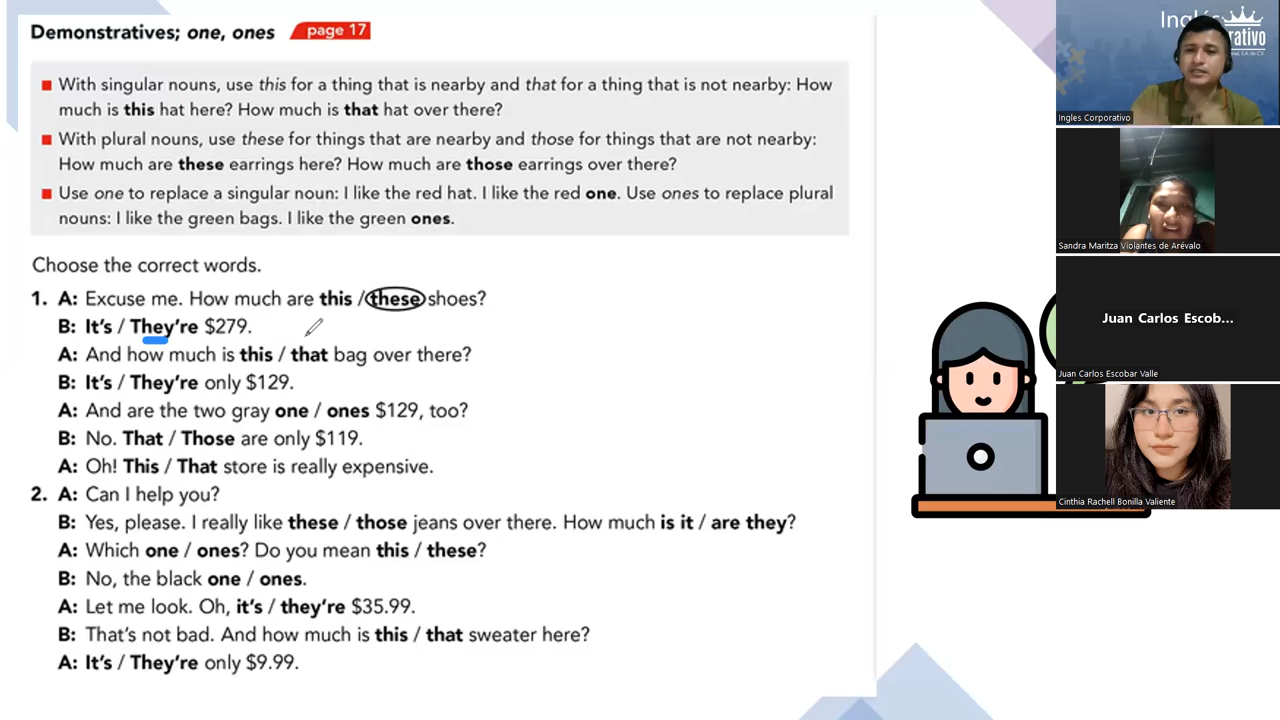 Demonstratives; one, ones page 17
■ With singular nouns, use this for a thing that is nearby and that for a thing that is not nearby: How
much is this hat here? How much is that hat over there?
■ With plural nouns, use these for things that are nearby and those for things that are not nearby:
How much are these earrings here? How much are those earrings over there?
■ Use one to replace a singular noun: I like the red hat. I like the red one. Use ones to replace plural
nouns: I like the green bags. I like the green ones.
Choose the correct words.
1. A: Excuse me. How much are this / these shoes?
B: It's / They're $279.
A: And how much is this / that bag over there?
B: It's / They're only $129.
A: And are the two gray one / ones $129, too?
B: No. That / Those are only $119.
A: Oh! This / That store is really expensive.
2. A: Can I help you?
B: Yes, please. I really like these / those jeans over there. How much is it / are they?
A: Which one / ones? Do you mean this / these?
B: No, the black one / ones.
A: Let me look. Oh, it's / they're $35.99.
B: That's not bad. And how much is this / that sweater here?
A: It's / They're only $9.99.
Ingles Corporativo
Sandra Maritza Violantes de Arévalo
Juan Carlos Escob...
Juan Carlos Escobar Valle
Cinthia Rachell Bonilla Valiente